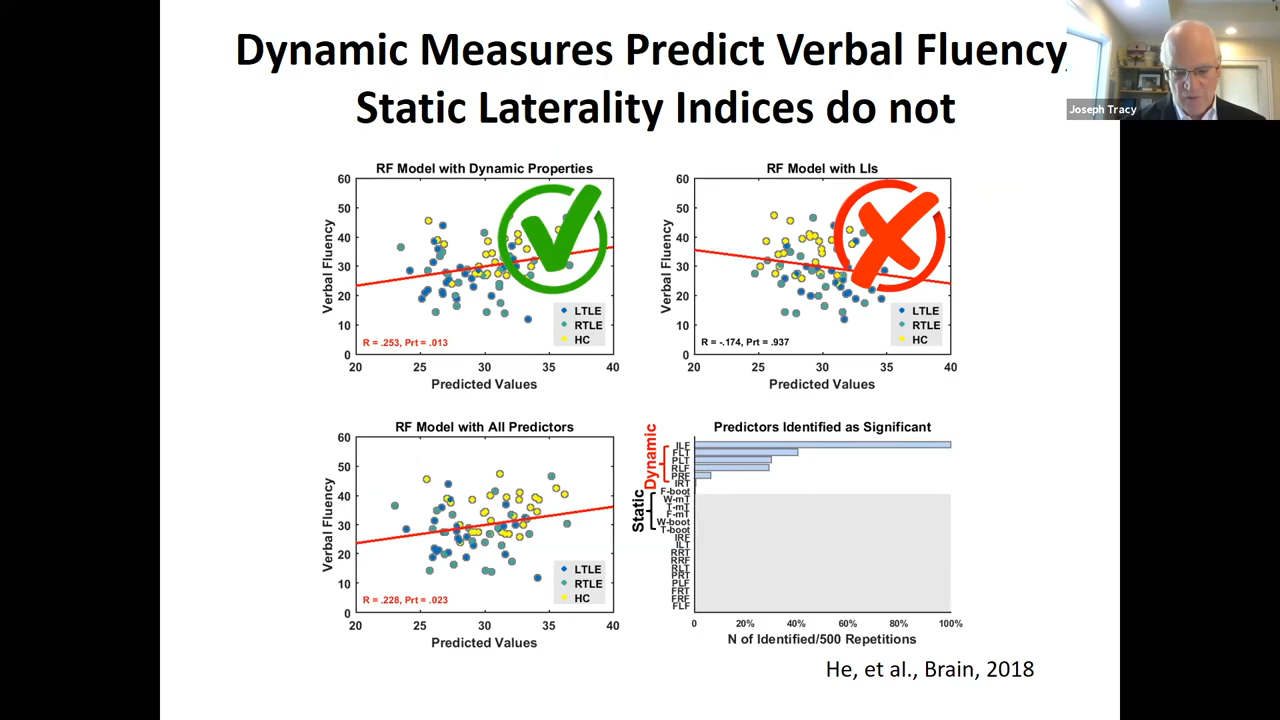 Dynamic Measures Predict Verbal Fluency,
Static Laterality Indices do not
Joseph Tracy
RF Model with Dynamic Properties
60
50
40
30
20
10
0
Verbal Fluency
LTLE
RTLE
HC
R = .253, Prt = .013
20 25 30 35 40
Predicted Values
RF Model with LIs
60
50
40
30
20
10
0
Verbal Fluency
LTLE
RTLE
HC
R = -.174, Prt = .937
20 25 30 35 40
Predicted Values
RF Model with All Predictors
60
50
40
30
20
10
0
Verbal Fluency
LTLE
RTLE
HC
R = .228, Prt = .023
20 25 30 35 40
Predicted Values
Predictors Identified as Significant
Dynamic
Static
ILF
FLT
PLT
RLF
PRF
IRT
F-boot
W-mT
T-mT
F-mT
W-boot
T-boot
IRF
ILT
RRT
RRF
RLT
PRT
PLF
FRT
FRF
FLF
0 20% 40% 60% 80% 100%
N of Identified/500 Repetitions
He, et al., Brain, 2018